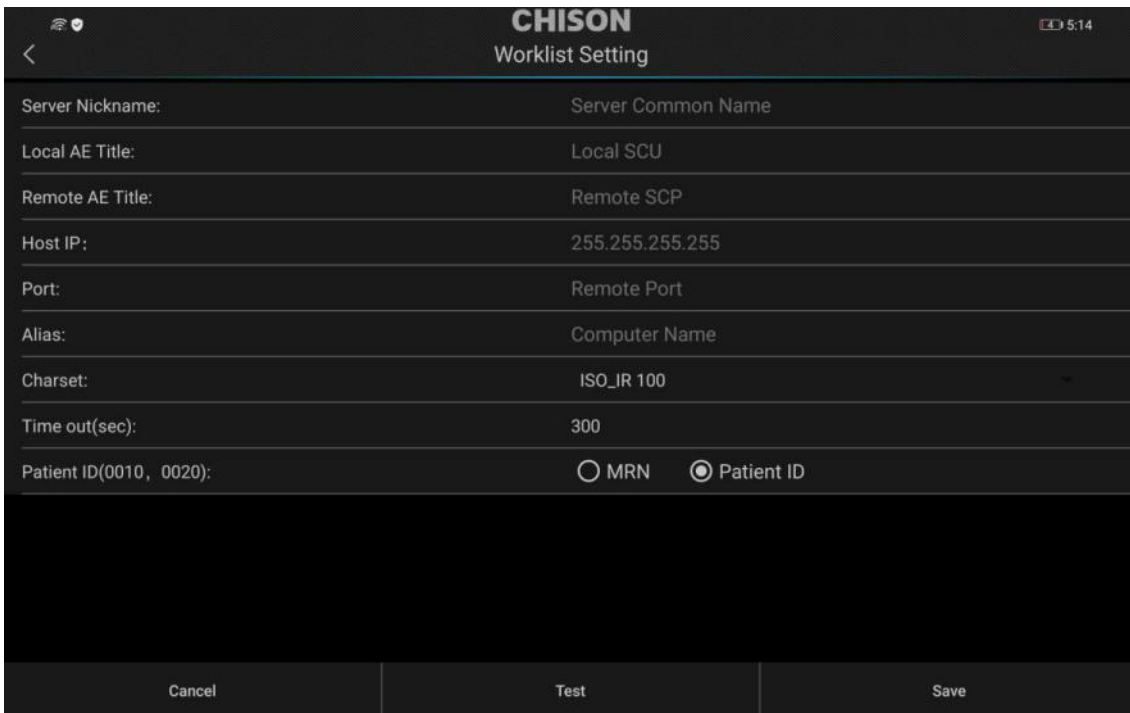 CHISON
4 5:14
Worklist Setting
Server Nickname: Server Common Name
Local AE Title: Local SCU
Remote AE Title: Remote SCP
Host IP： 255.255.255.255
Port: Remote Port
Alias: Computer Name
Charset: ISO_IR 100
Time out(sec): 300
Patient ID(0010，0020): MRN Patient ID
Cancel Test Save